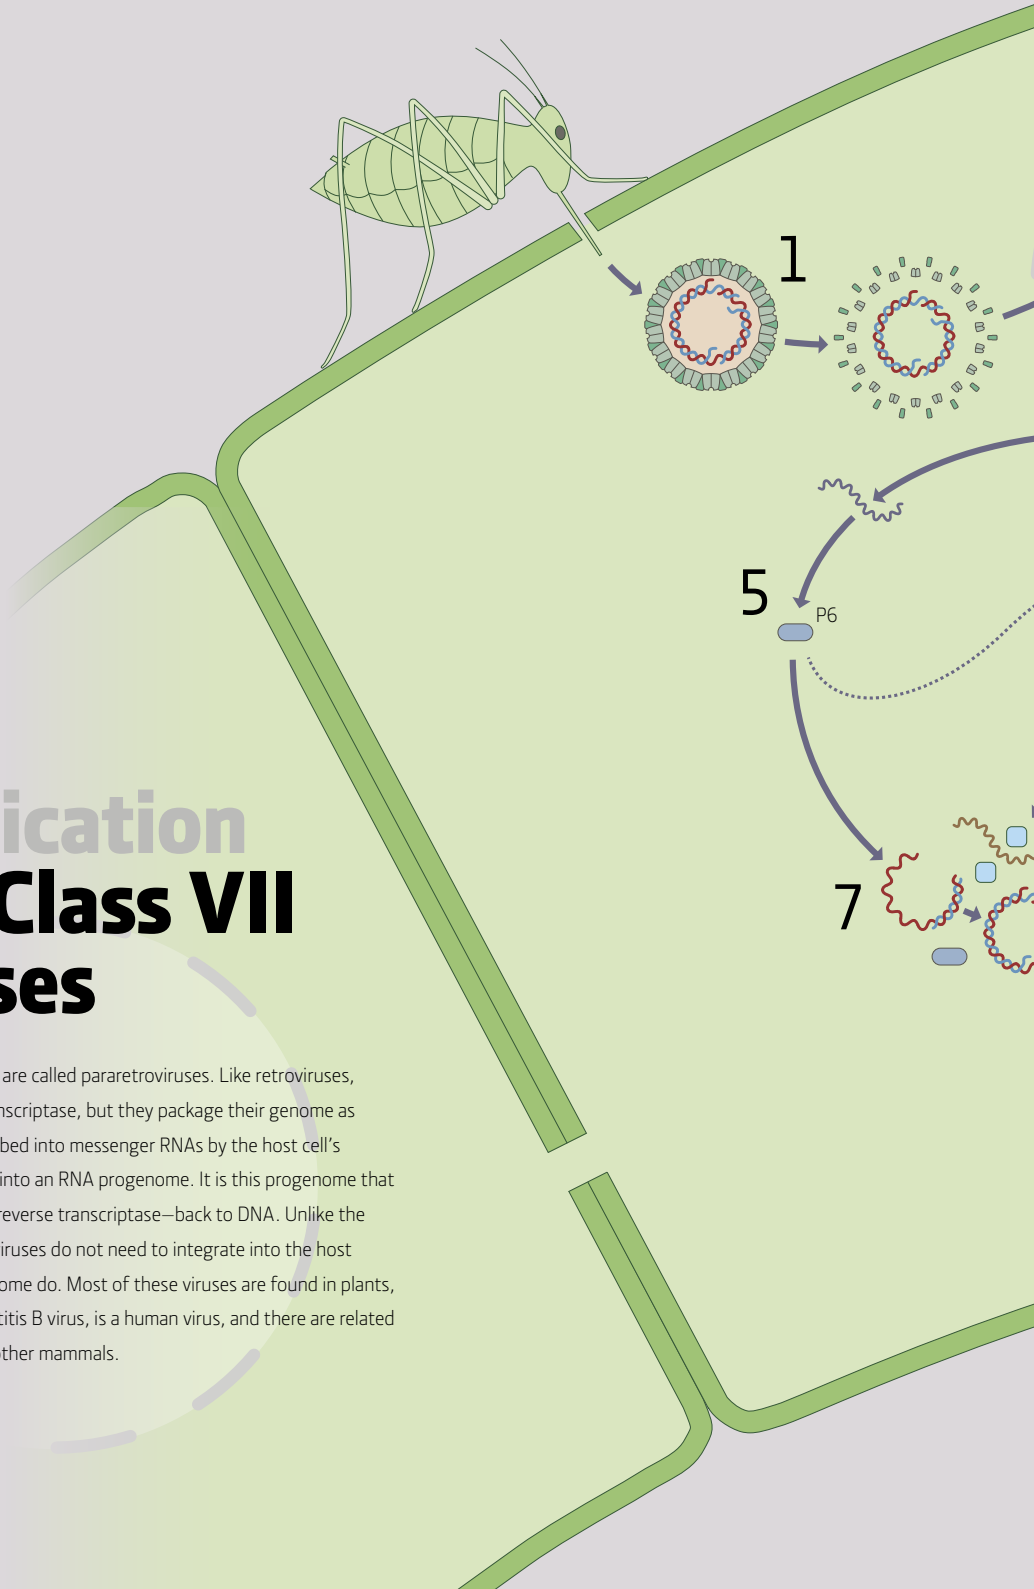 1
5
P6
7
ication
Class VII
ses
are called pararetroviruses. Like retroviruses,
nscriptase, but they package their genome as
bed into messenger RNAs by the host cell’s
into an RNA progenome. It is this progenome that
reverse transcriptase—back to DNA. Unlike the
iruses do not need to integrate into the host
ome do. Most of these viruses are found in plants,
titis B virus, is a human virus, and there are related
other mammals.